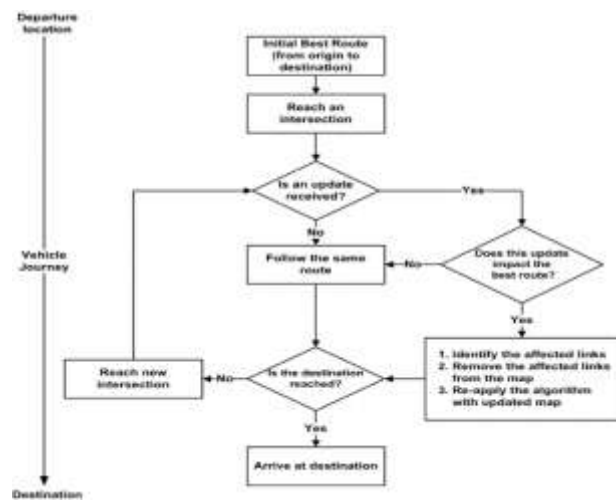 Departure
location
Initial Best Route
(from origin to
destination)
Reach an
intersection
Is an update
received?
Yes
No
Vehicle
Journey
Follow the same
route
No
Does this update
impact the
best route?
Yes
1. Identify the affected links
2. Remove the affected links
from the map
3. Re-apply the algorithm
with updated map
Reach new
intersection
No
Is the destination
reached?
Yes
Arrive at destination
Destination